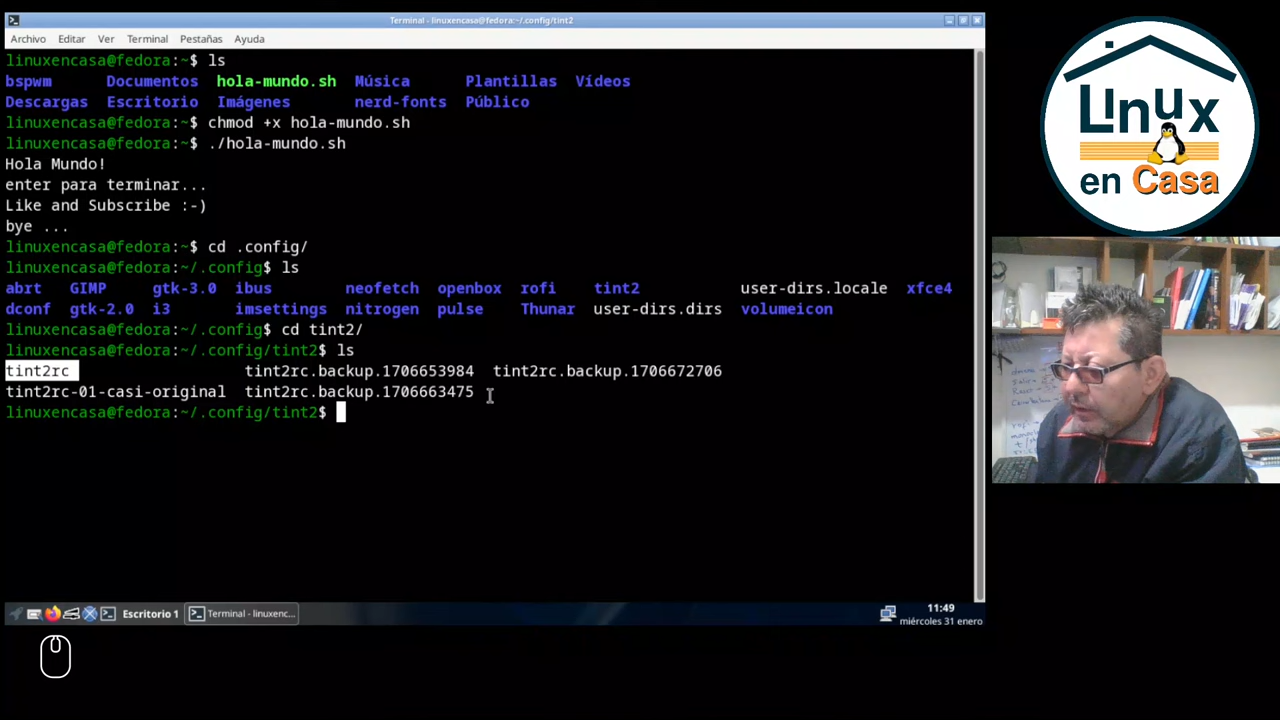 Terminal - linuxencasa@fedora:~/.config/tint2
Archivo Editar Ver Terminal Pestañas Ayuda
linuxencasa@fedora:~$ ls
bspwm Documentos hola-mundo.sh Música Plantillas Vídeos
Descargas Escritorio Imágenes nerd-fonts Público
linuxencasa@fedora:~$ chmod +x hola-mundo.sh
linuxencasa@fedora:~$ ./hola-mundo.sh
Hola Mundo!
enter para terminar...
Like and Subscribe :-)
bye ...
linuxencasa@fedora:~$ cd .config/
linuxencasa@fedora:~/.config$ ls
abrt GIMP gtk-3.0 ibus neofetch openbox rofi tint2 user-dirs.locale xfce4
dconf gtk-2.0 i3 imsettings nitrogen pulse Thunar user-dirs.dirs volumeicon
linuxencasa@fedora:~/.config$ cd tint2/
linuxencasa@fedora:~/.config/tint2$ ls
tint2rc tint2rc.backup.1706653984 tint2rc.backup.1706672706
tint2rc-01-casi-original tint2rc.backup.1706663475
linuxencasa@fedora:~/.config/tint2$
Escritorio 1 Terminal - linuxenc...
11:49
miércoles 31 enero
Linux
en Casa